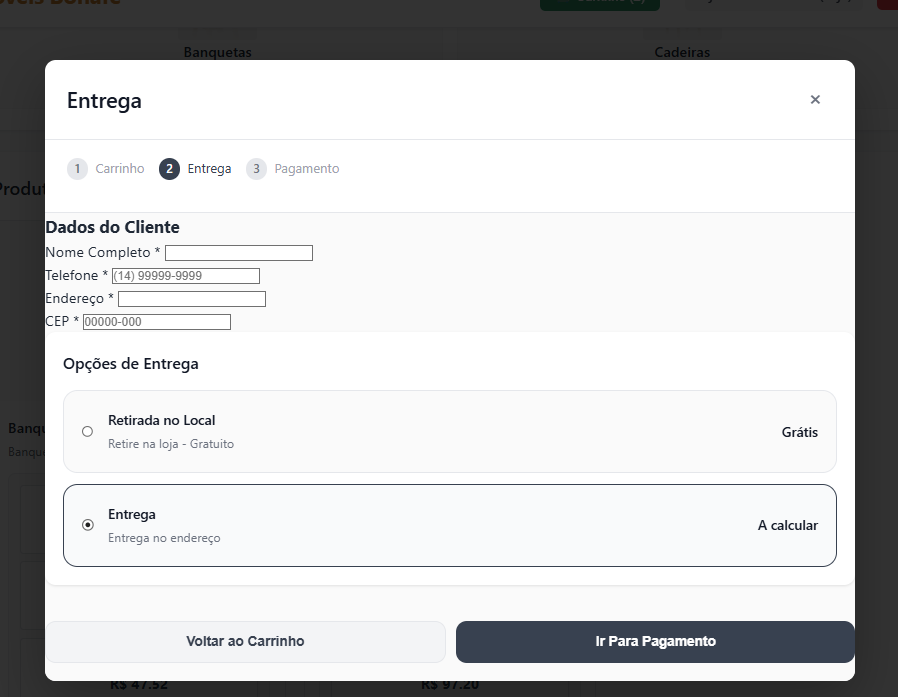 Banquetas
Cadeiras
Entrega
×
1 Carrinho 2 Entrega 3 Pagamento
Dados do Cliente
Nome Completo *
Telefone * (14) 99999-9999
Endereço *
CEP * 00000-000
Opções de Entrega
Retirada no Local
Retire na loja - Gratuito
Grátis
Entrega
Entrega no endereço
A calcular
Voltar ao Carrinho
Ir Para Pagamento
R$ 47.52
R$ 97.20